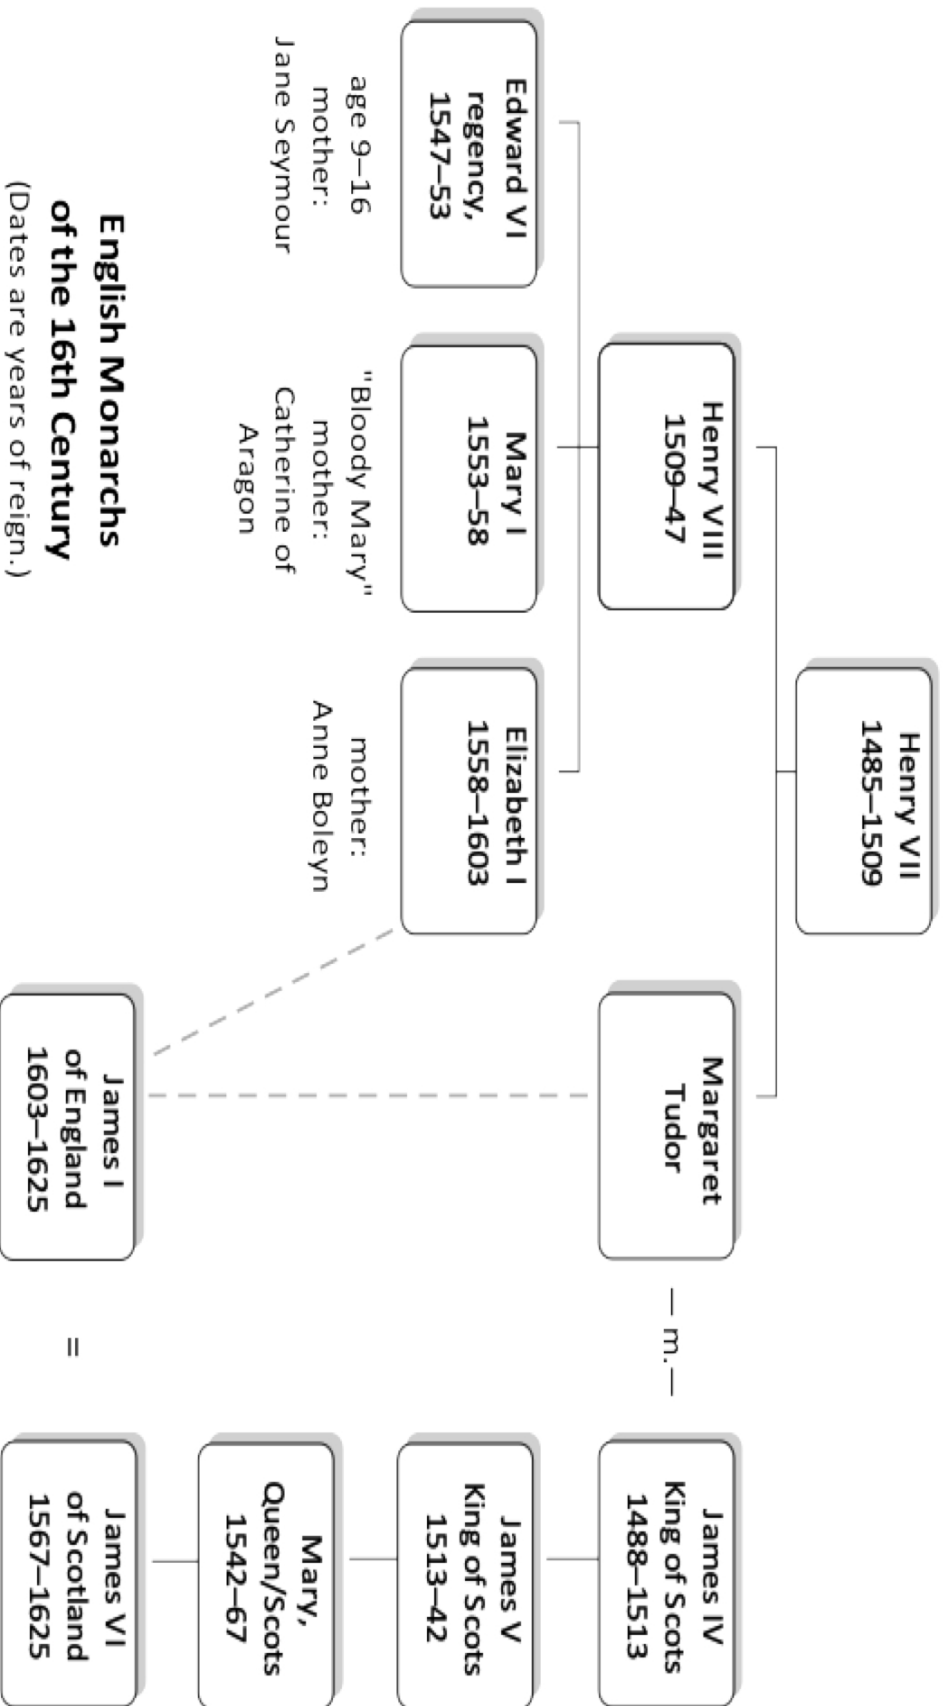 Henry VII
1485–1509
Henry VIII
1509–47
Margaret
Tudor
— m. —
James IV
King of Scots
1488–1513
Edward VI
regency,
1547–53
age 9–16
mother:
Jane Seymour
Mary I
1553–58
"Bloody Mary"
mother:
Catherine of
Aragon
Elizabeth I
1558–1603
mother:
Anne Boleyn
James V
King of Scots
1513–42
Mary,
Queen/Scots
1542–67
English Monarchs
of the 16th Century
(Dates are years of reign.)
James I
of England
1603–1625
=
James VI
of Scotland
1567–1625